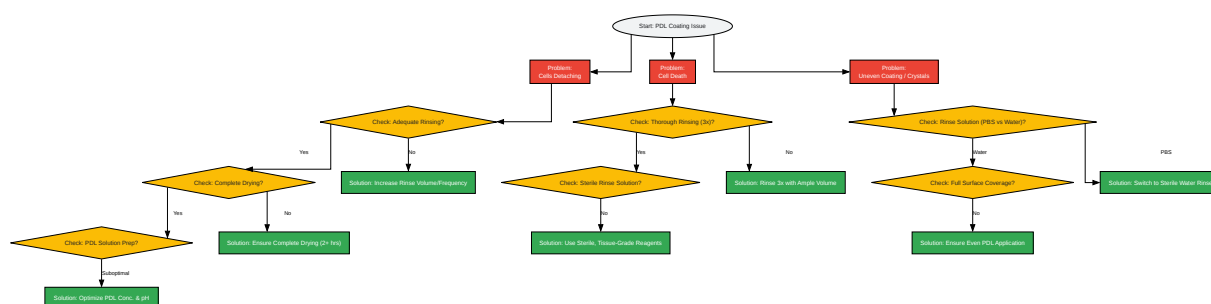 Start: PDL Coating Issue
Problem:
Cells Detaching
Problem:
Cell Death
Problem:
Uneven Coating / Crystals
Check: Adequate Rinsing?
Check: Thorough Rinsing (3x)?
Check: Rinse Solution (PBS vs Water)?
Yes
No
Yes
No
Water
PBS
Check: Complete Drying?
Solution: Increase Rinse Volume/Frequency
Check: Sterile Rinse Solution?
Solution: Rinse 3x with Ample Volume
Check: Full Surface Coverage?
Solution: Switch to Sterile Water Rinse
Yes
No
No
No
Check: PDL Solution Prep?
Solution: Ensure Complete Drying (2+ hrs)
Solution: Use Sterile, Tissue-Grade Reagents
Solution: Ensure Even PDL Application
Suboptimal
Solution: Optimize PDL Conc. & pH